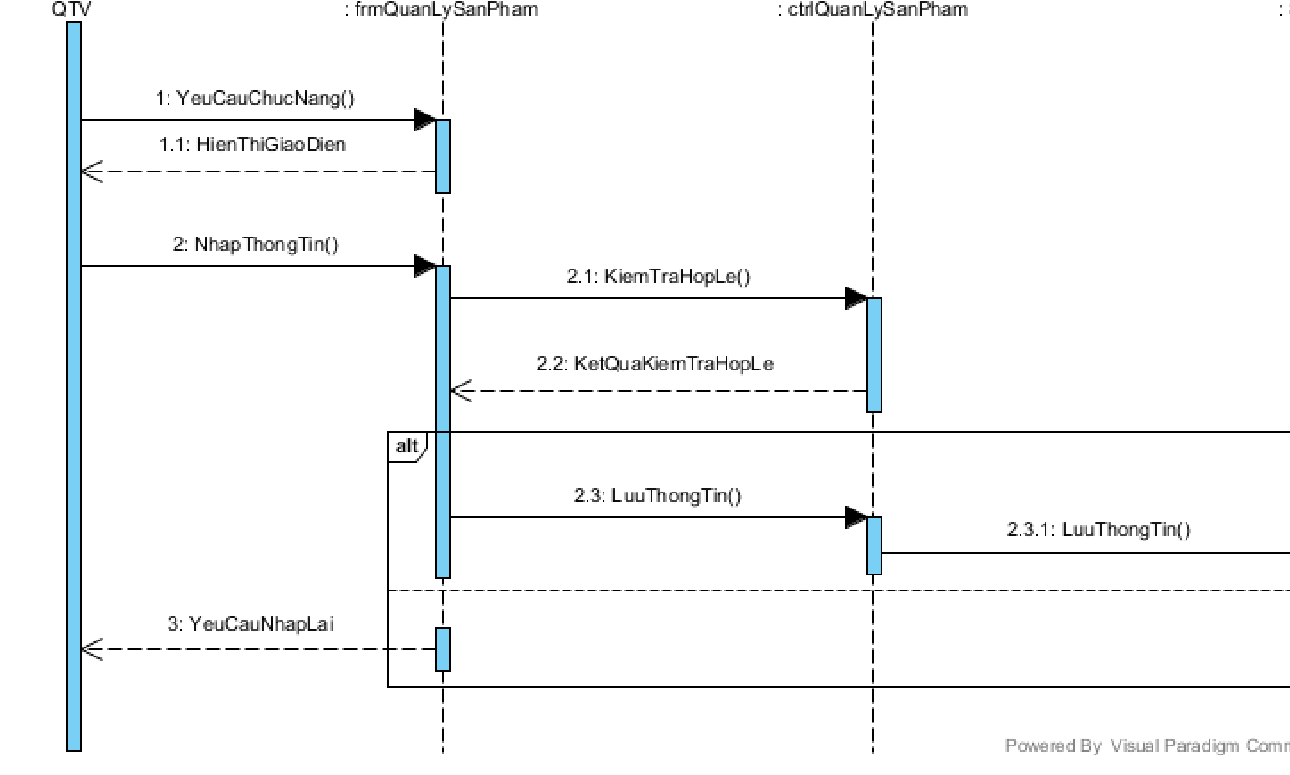 QTV
: frmQuanLySanPham
: ctrlQuanLySanPham
:
1: YeuCauChucNang()
1.1: HienThiGiaoDien
2: NhapThongTin()
2.1: KiemTraHopLe()
2.2: KetQuaKiemTraHopLe
alt
2.3: LuuThongTin()
2.3.1: LuuThongTin()
3: YeuCauNhapLai
Powered By Visual Paradigm Comm